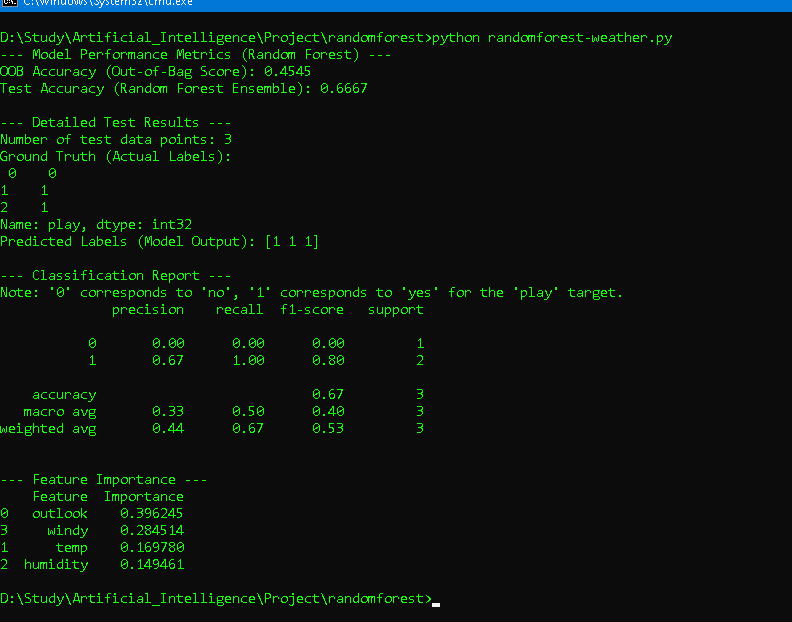 C:\Windows\System32\cmd.exe
D:\Study\Artificial_Intelligence\Project\randomforest>python randomforest-weather.py
--- Model Performance Metrics (Random Forest) ---
OOB Accuracy (Out-of-Bag Score): 0.4545
Test Accuracy (Random Forest Ensemble): 0.6667
--- Detailed Test Results ---
Number of test data points: 3
Ground Truth (Actual Labels):
0    0
1    1
2    1
Name: play, dtype: int32
Predicted Labels (Model Output): [1 1 1]
--- Classification Report ---
Note: '0' corresponds to 'no', '1' corresponds to 'yes' for the 'play' target.
              precision    recall  f1-score   support
           0       0.00      0.00      0.00         1
           1       0.67      1.00      0.80         2
    accuracy                           0.67         3
   macro avg       0.33      0.50      0.40         3
weighted avg       0.44      0.67      0.53         3
--- Feature Importance ---
    Feature  Importance
0   outlook    0.396245
3     windy    0.284514
1      temp    0.169780
2  humidity    0.149461
D:\Study\Artificial_Intelligence\Project\randomforest>